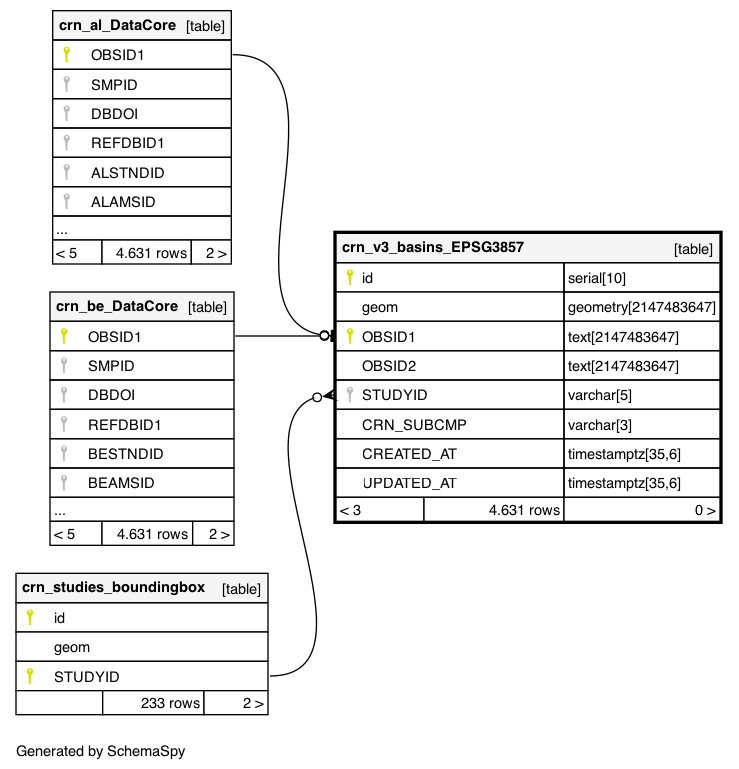 crn_al_DataCore [table]
OBSID1
SMPID
DBDOI
REFDBID1
ALSTNDID
ALAMSID
...
< 5 4.631 rows 2 >
crn_be_DataCore [table]
OBSID1
SMPID
DBDOI
REFDBID1
BESTNDID
BEAMSID
...
< 5 4.631 rows 2 >
crn_studies_boundingbox [table]
id
geom
STUDYID
233 rows 2 >
crn_v3_basins_EPSG3857 [table]
id serial[10]
geom geometry[2147483647]
OBSID1 text[2147483647]
OBSID2 text[2147483647]
STUDYID varchar[5]
CRN_SUBCMP varchar[3]
CREATED_AT timestamptz[35,6]
UPDATED_AT timestamptz[35,6]
< 3 4.631 rows 0 >
Generated by SchemaSpy